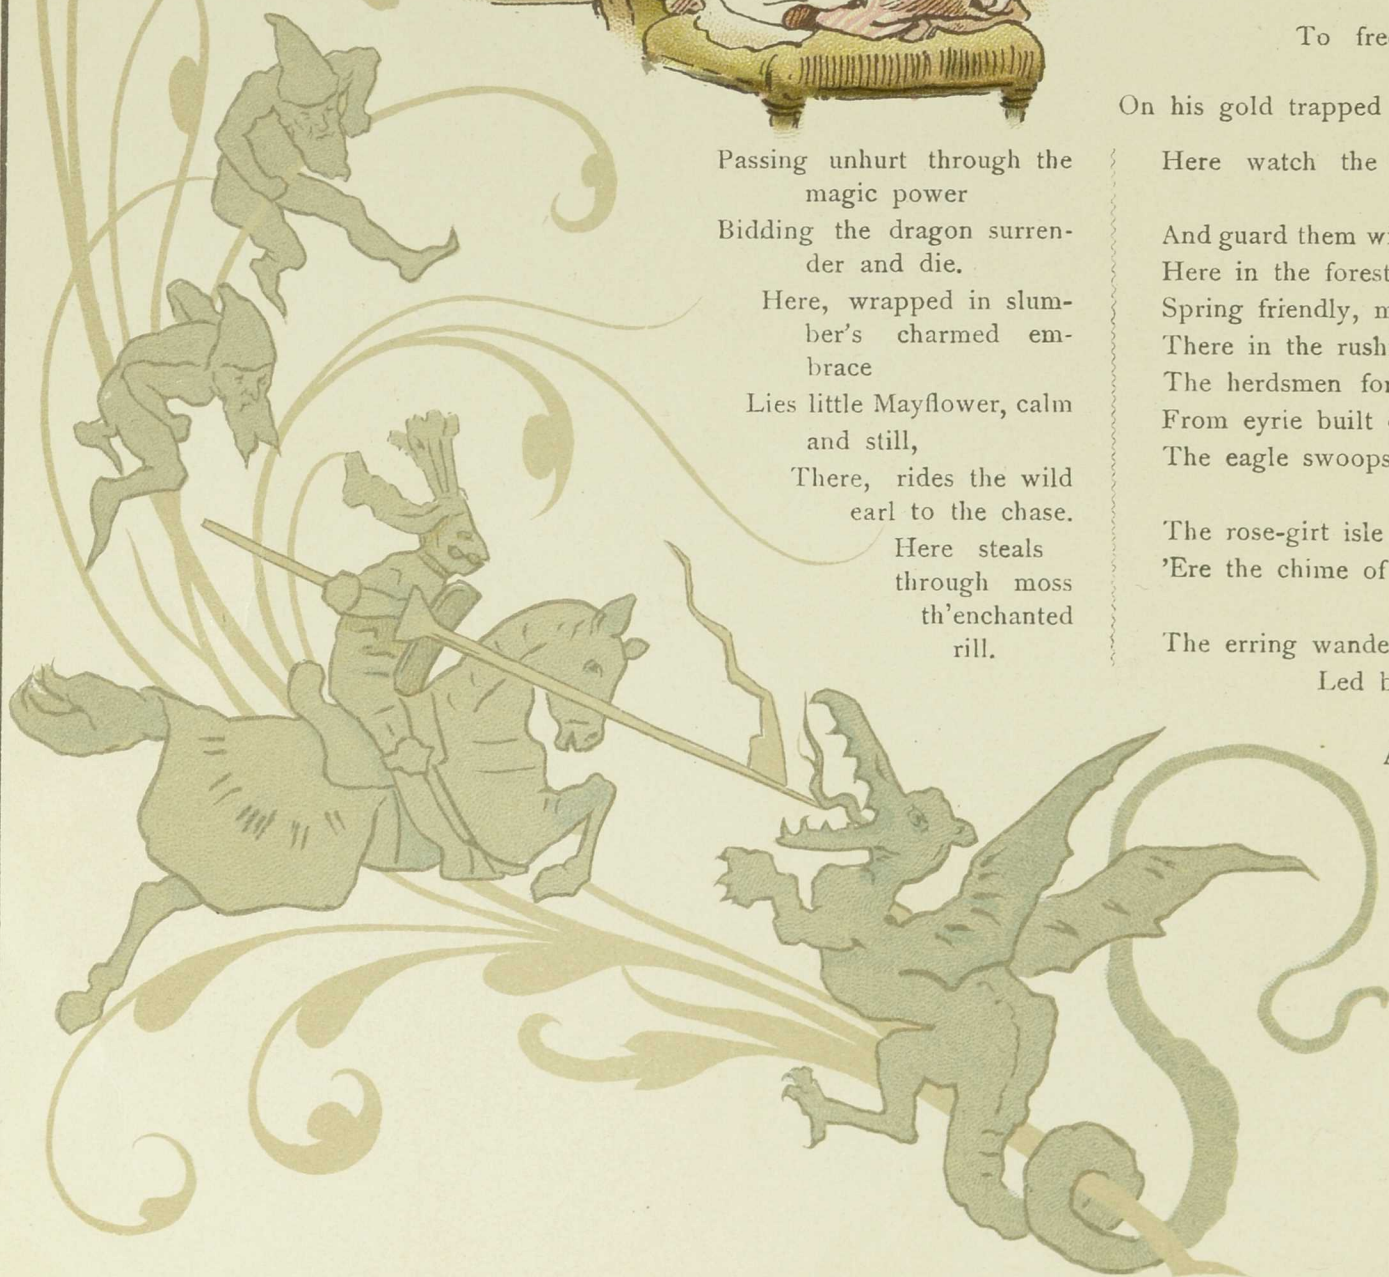 Passing unhurt through the
magic power
Bidding the dragon surren-
der and die.
Here, wrapped in slum-
ber's charmed em-
brace
Lies little Mayflower, calm
and still,
There, rides the wild
earl to the chase.
Here steals
through moss
th'enchanted
rill.
To
On his gold trapped
Here watch the
And guard them
Here in the forest
Spring friendly,
There in the rush
The herdsmen
From eyrie built
The eagle swoops
The rose-girt isle
'Ere the chime of
The erring
Led